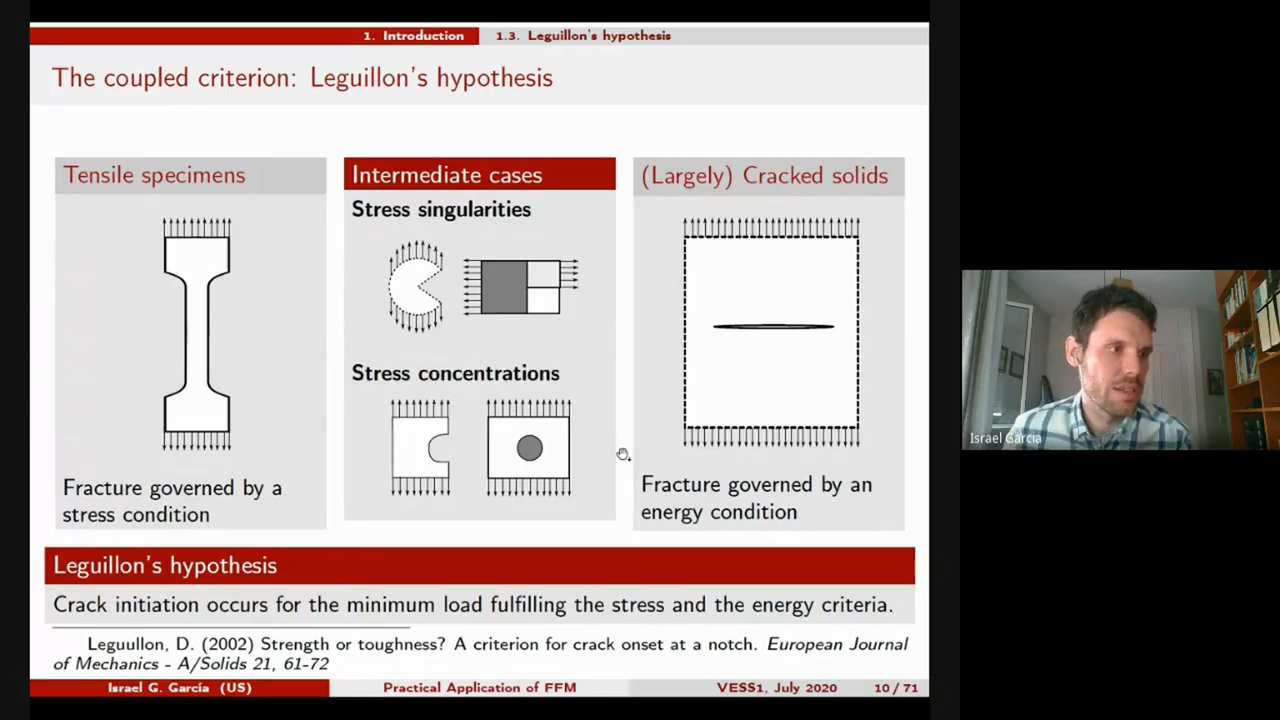 1. Introduction
1.3. Leguillon's hypothesis
The coupled criterion: Leguillon's hypothesis
Tensile specimens
Fracture governed by a
stress condition
Intermediate cases
Stress singularities
Stress concentrations
(Largely) Cracked solids
Fracture governed by an
energy condition
Leguillon's hypothesis
Crack initiation occurs for the minimum load fulfilling the stress and the energy criteria.
Leguullon, D. (2002) Strength or toughness? A criterion for crack onset at a notch. European Journal
of Mechanics - A/Solids 21, 61-72
Israel G. García (US)
Practical Application of FFM
VESS1, July 2020
10 / 71
Israel García